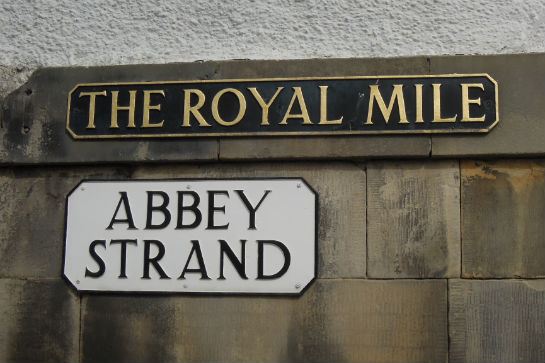 THE ROYAL MILE
ABBEY
STRAND